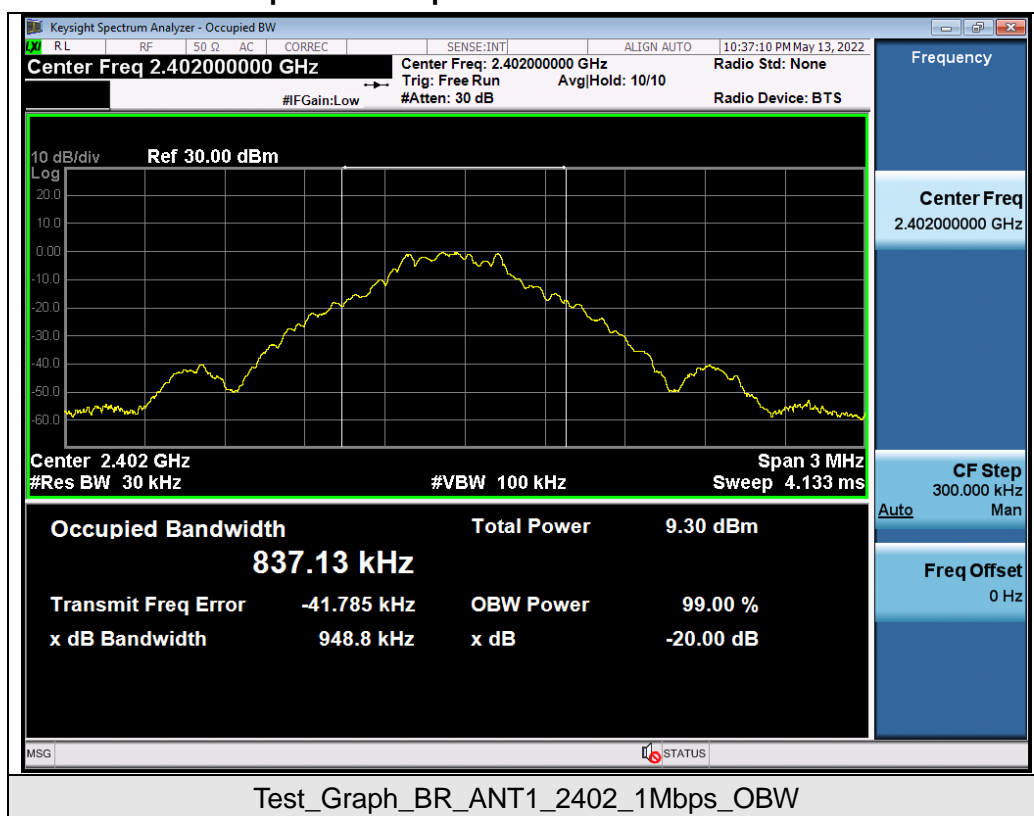 Keysight Spectrum Analyzer - Occupied BW
LXI RL RF 50 Ω AC CORREC SENSE:INT ALIGN AUTO 10:37:10 PM May 13, 2022
Center Freq 2.402000000 GHz
Center Freq: 2.402000000 GHz
Radio Std: None
Trig: Free Run Avg|Hold: 10/10
#IFGain:Low #Atten: 30 dB Radio Device: BTS
10 dB/div Ref 30.00 dBm
Log
20.0
10.0
0.00
-10.0
-20.0
-30.0
-40.0
-50.0
-60.0
Center 2.402 GHz Span 3 MHz
#Res BW 30 kHz #VBW 100 kHz Sweep 4.133 ms
Occupied Bandwidth Total Power 9.30 dBm
837.13 kHz
Transmit Freq Error -41.785 kHz OBW Power 99.00 %
x dB Bandwidth 948.8 kHz x dB -20.00 dB
Frequency
Center Freq
2.402000000 GHz
CF Step
300.000 kHz
Auto Man
Freq Offset
0 Hz
MSG STATUS
Test_Graph_BR_ANT1_2402_1Mbps_OBW